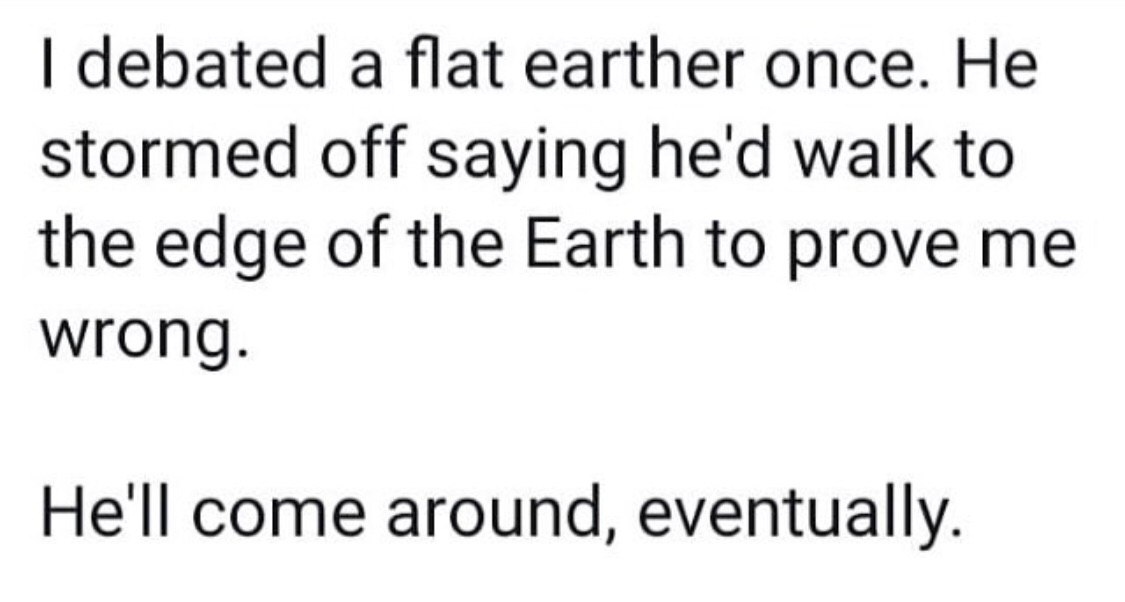 I debated a flat earther once. He
stormed off saying he'd walk to
the edge of the Earth to prove me
wrong.
He'll come around, eventually.